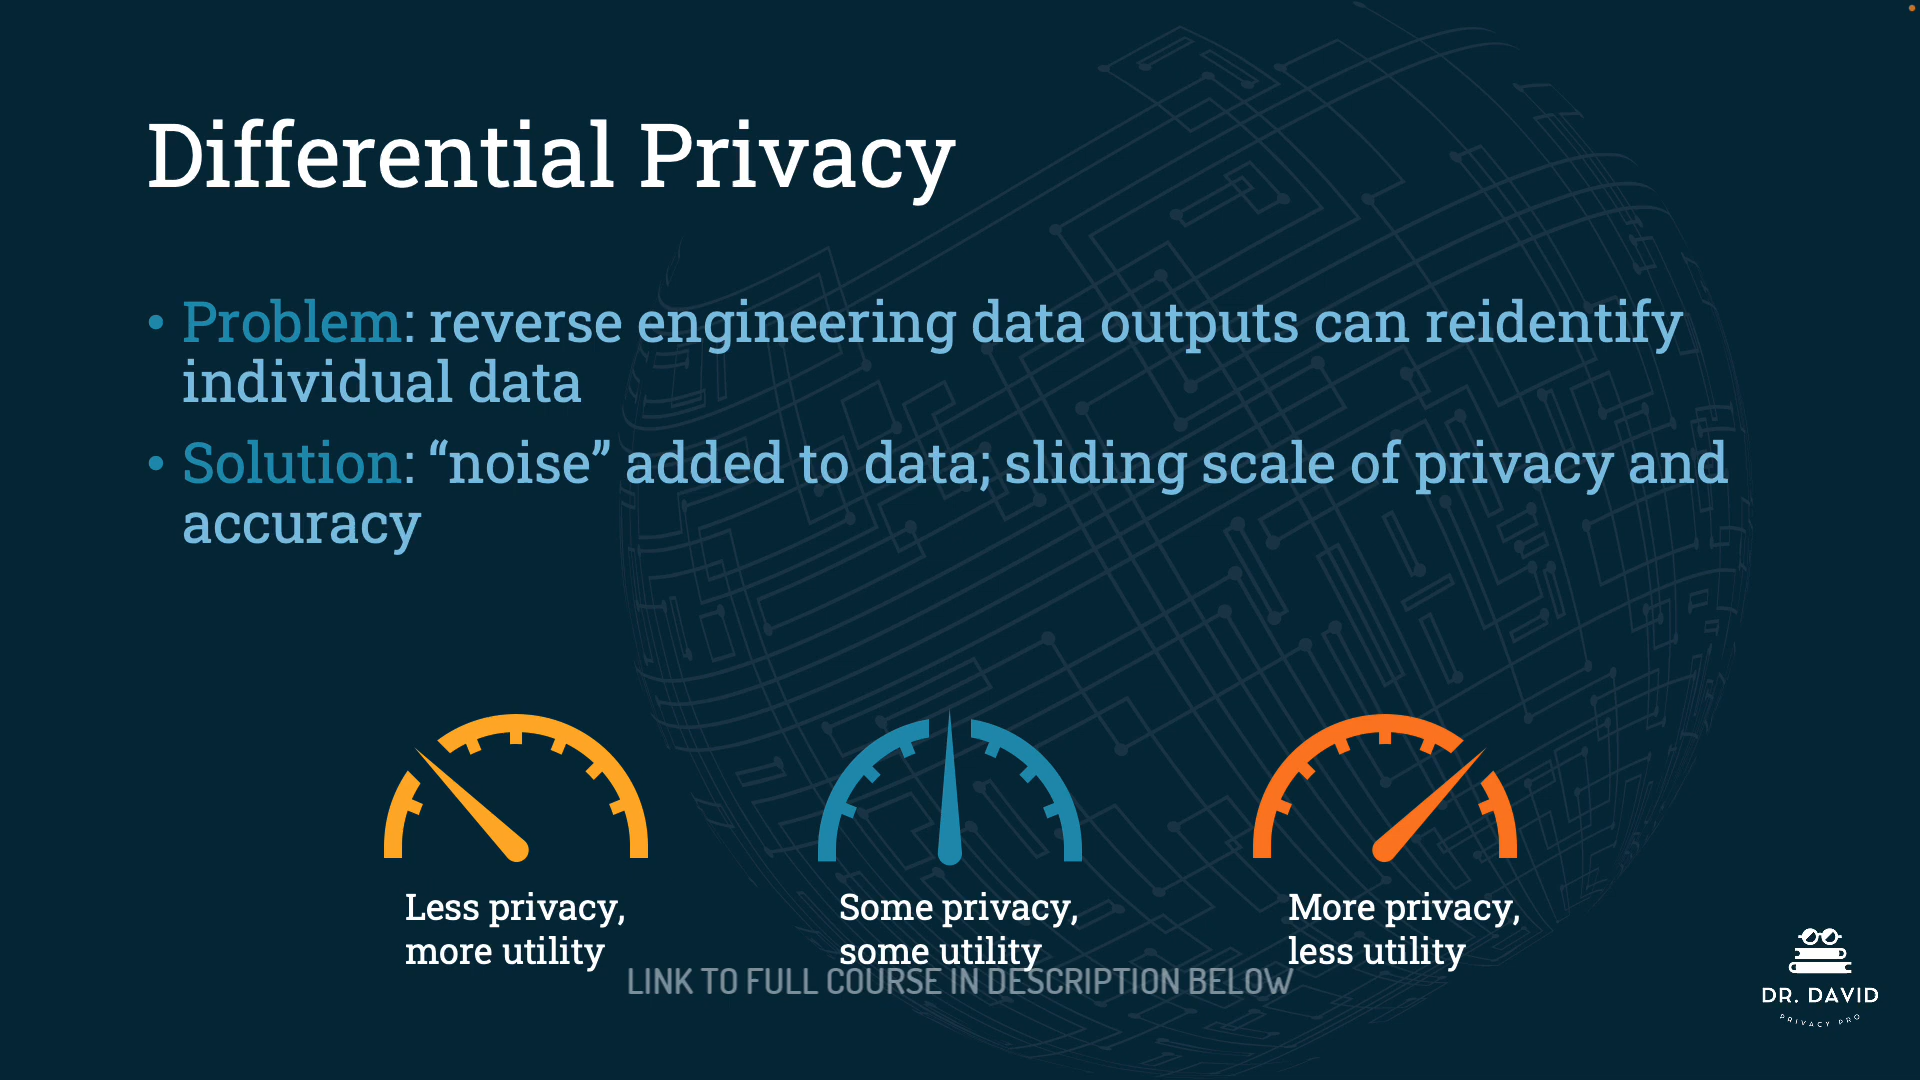 Differential Privacy
• Problem: reverse engineering data outputs can reidentify
individual data
• Solution: “noise” added to data; sliding scale of privacy and
accuracy
Less privacy,
more utility
Some privacy,
some utility
More privacy,
less utility
LINK TO FULL COURSE IN DESCRIPTION BELOW
DR. DAVID
PRIVACY PRO